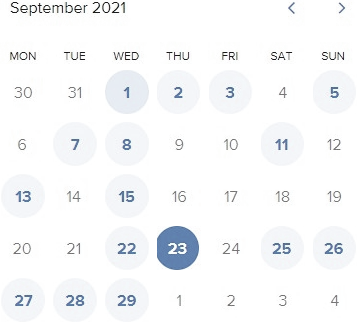 September 2021
MON TUE WED THU FRI SAT SUN
30 31 1 2 3 4 5
6 7 8 9 10 11 12
13 14 15 16 17 18 19
20 21 22 23 24 25 26
27 28 29 1 2 3 4